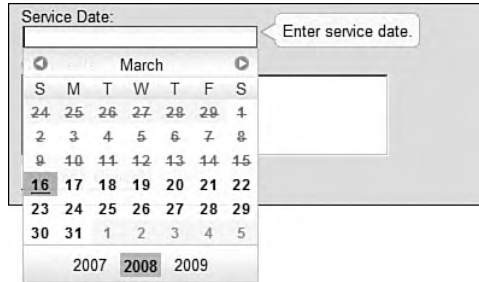 Service Date:
Enter service date.
March
S M T W T F S
24 25 26 27 28 29 1
2 3 4 5 6 7 8
9 10 11 12 13 14 15
16 17 18 19 20 21 22
23 24 25 26 27 28 29
30 31 1 2 3 4 5
2007 2008 2009